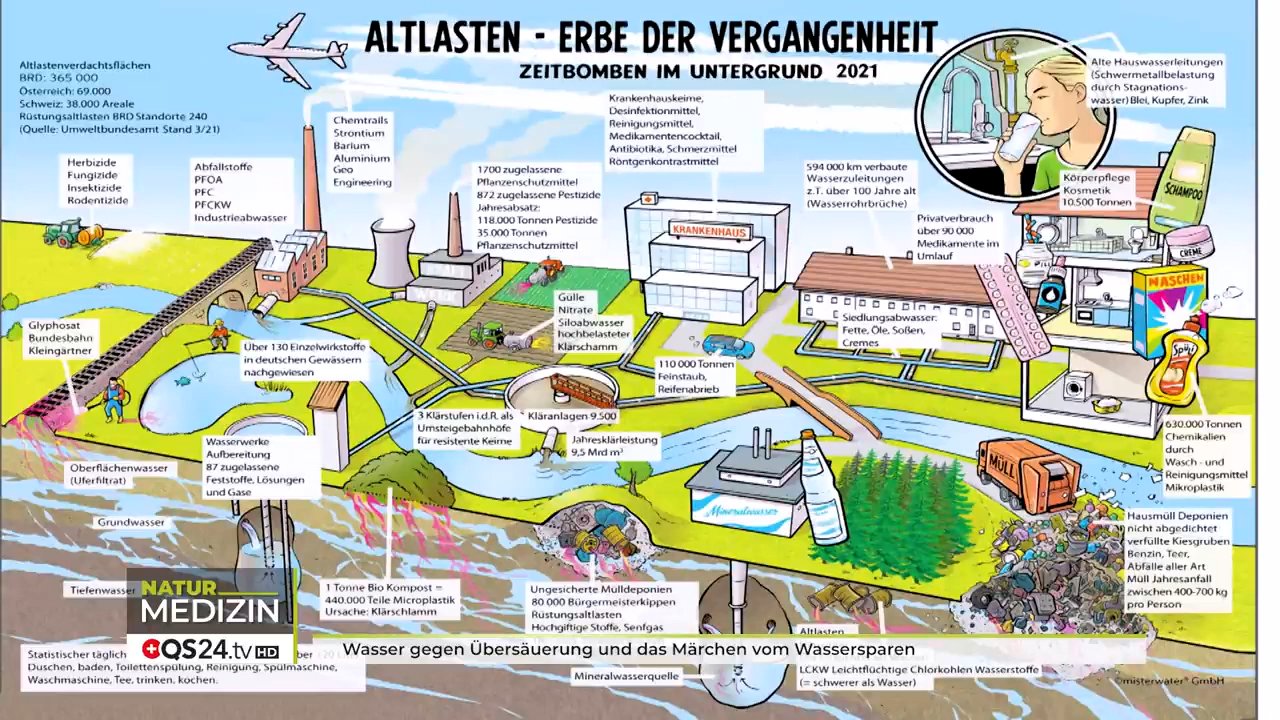 ALTLASTEN - ERBE DER VERGANGENHEIT
ZEITBOMBEN IM UNTERGRUND 2021
Altlastenverdachtsflächen
BRD: 365 000
Österreich: 69.000
Schweiz: 38.000 Areale
Rüstungsaltlasten BRD Standorte 240
(Quelle: Umweltbundesamt Stand 3/21)
Herbizide
Fungizide
Insektizide
Rodentizide
Abfallstoffe
PFOA
PFC
PFCKW
Industrieabwasser
Chemtrails
Strontium
Barium
Aluminium
Geo
Engineering
1700 zugelassene
Pflanzenschutzmittel
872 zugelassene Pestizide
Jahresabsatz:
118.000 Tonnen Pestizide
35.000 Tonnen
Pflanzenschutzmittel
Krankenhauskeime,
Desinfektionmittel,
Reinigungsmittel,
Medikamentencocktail,
Antibiotika, Schmerzmittel
Röntgenkontrastmittel
KRANKENHAUS
594 000 km verbaute
Wasserzuleitungen
z.T. über 100 Jahre alt
(Wasserrohrbrüche)
Alte Hauswasserleitungen
(Schwermetallbelastung
durch Stagnations-
wasser) Blei, Kupfer, Zink
Körperpflege
Kosmetik
10.500 Tonnen
SCHAMPOO
CREME
WASCHEN
Spüli
Privatverbrauch
über 90 000
Medikamente im
Umlauf
Glyphosat
Bundesbahn
Kleingärtner
Über 130 Einzelwirkstoffe
in deutschen Gewässern
nachgewiesen
Gülle
Nitrate
Siloabwasser
hochbelasteter
Klärschamm
Siedlungsabwasser:
Fette, Öle, Soßen,
Cremes
110 000 Tonnen
Feinstaub,
Reifenabrieb
3 Klärstufen i.d.R. als
Umsteigebahnhöfe
für resistente Keime
Kläranlagen 9.500
Jahresklärleistung
9,5 Mrd m³
630.000 Tonnen
Chemikalien
durch
Wasch - und
Reinigungsmittel
Mikroplastik
Wasserwerke
Aufbereitung
87 zugelassene
Feststoffe, Lösungen
und Gase
Oberflächenwasser
(Uferfiltrat)
Grundwasser
Tiefenwasser
MÜLL
Mineralwasser
Hausmüll Deponien
nicht abgedichtet
verfüllte Kiesgruben
Benzin, Teer,
Abfälle aller Art
Müll Jahresanfall
zwischen 400-700 kg
pro Person
1 Tonne Bio Kompost =
440.000 Teile Microplastik
Ursache: Klärschlamm
Ungesicherte Mülldeponien
80 000 Bürgermeisterkippen
Rüstungsaltlasten
Hochgiftige Stoffe, Senfgas
Altlasten
LCKW Leichtflüchtige Chlorkohlen Wasserstoffe
(= schwerer als Wasser)
Mineralwasserquelle
NATUR
MEDIZIN
QS24.tv HD
Wasser gegen Übersäuerung und das Märchen vom Wassersparen
Statistischer täglich
Duschen, baden, Toilettenspülung, Reinigung, Spülmaschine,
Waschmaschine, Tee, trinken, kochen.
©misterwater® GmbH